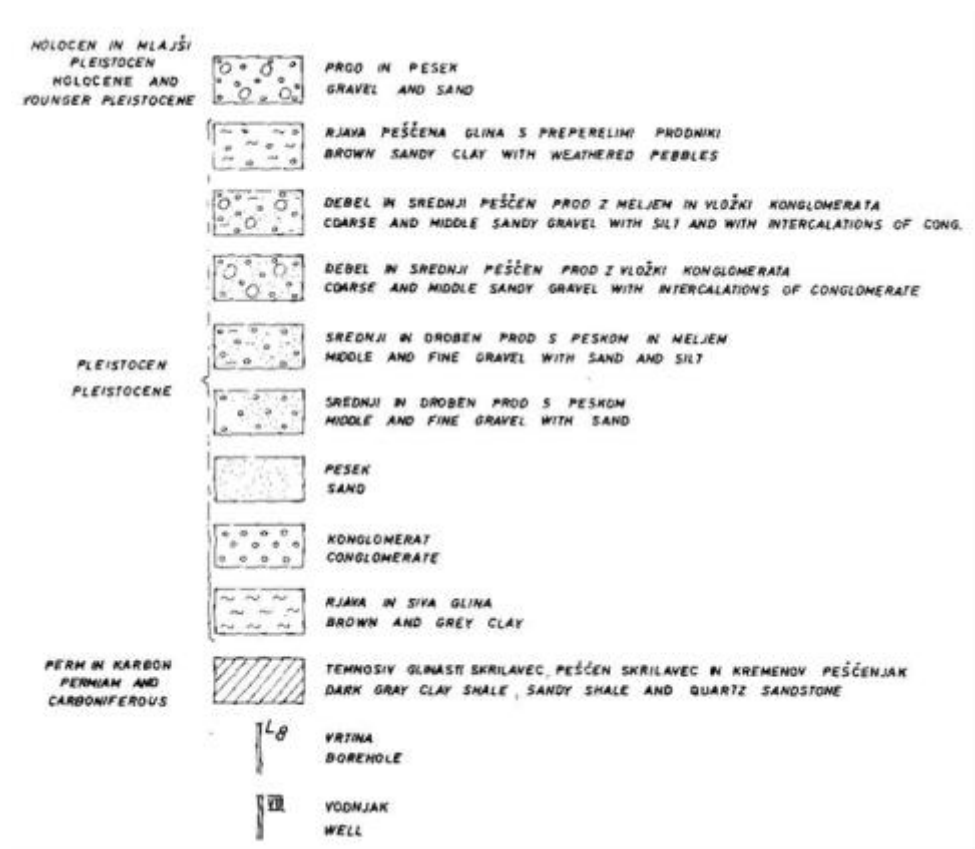 HOLOCEN IN MLAJŠI
PLEISTOCEN
HOLOCENE AND
YOUNGER PLEISTOCENE
PROD IN PESEK
GRAVEL AND SAND
RJAVA PEŠČENA GLINA S PREPERELIMI PRODNIKI
BROWN SANDY CLAY WITH WEATHERED PEBBLES
DEBEL IN SREDNJI PEŠČEN PROD Z MELJEM IN VLOŽKI KONGLOMERATA
COARSE AND MIDDLE SANDY GRAVEL WITH SILT AND WITH INTERCALATIONS OF CONG.
DEBEL IN SREDNJI PEŠČEN PROD Z VLOŽKI KONGLOMERATA
COARSE AND MIDDLE SANDY GRAVEL WITH INTERCALATIONS OF CONGLOMERATE
PLEISTOCEN
PLEISTOCENE
SREDNJI IN DROBEN PROD S PESKOM IN MELJEM
MIDDLE AND FINE GRAVEL WITH SAND AND SILT
SREDNJI IN DROBEN PROD S PESKOM
MIDDLE AND FINE GRAVEL WITH SAND
PESEK
SAND
KONGLOMERAT
CONGLOMERATE
RJAVA IN SIVA GLINA
BROWN AND GREY CLAY
PERM IN KARBON
PERMIAM AND
CARBONIFEROUS
TEMNOSIV GLINASTI SKRILAVEC, PEŠČEN SKRILAVEC IN KREMENOV PEŠČENJAK
DARK GRAY CLAY SHALE, SANDY SHALE AND QUARTZ SANDSTONE
L8
VRTINA
BOREHOLE
VODNJAK
WELL